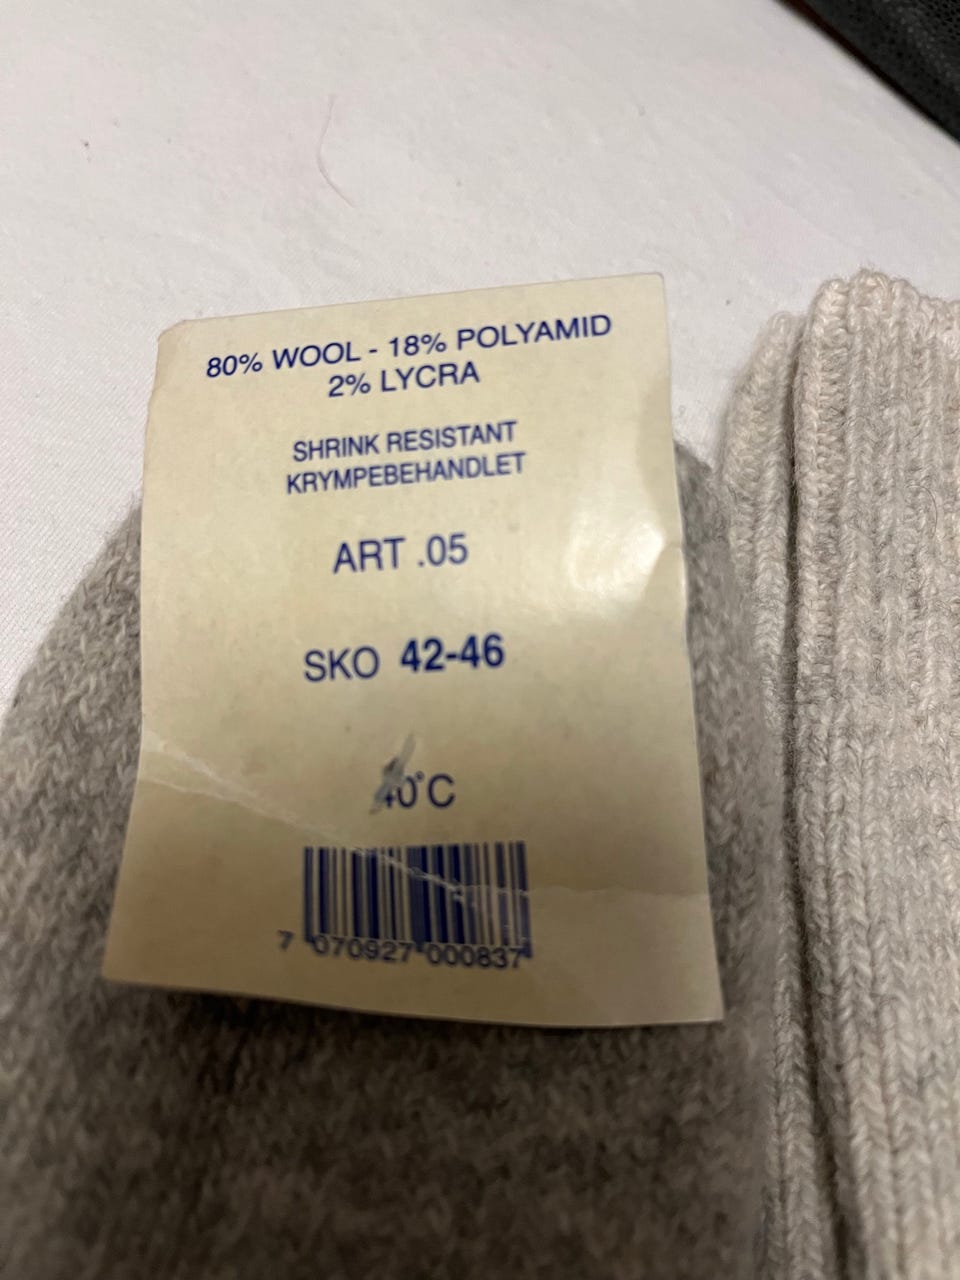 80% WOOL - 18% POLYAMID
2% LYCRA
SHRINK RESISTANT
KRYMPEBEHANDLET
ART .05
SKO 42-46
40°C
7 070927 000837